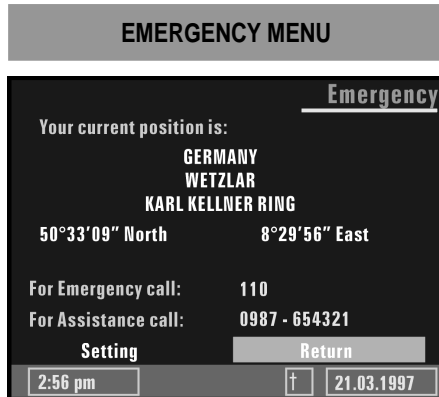 EMERGENCY MENU
Emergency
Your current position is:
GERMANY
WETZLAR
KARL KELLNER RING
50°33'09" North 8°29'56" East
For Emergency call: 110
For Assistance call: 0987 - 654321
Setting Return
2:56 pm † 21.03.1997